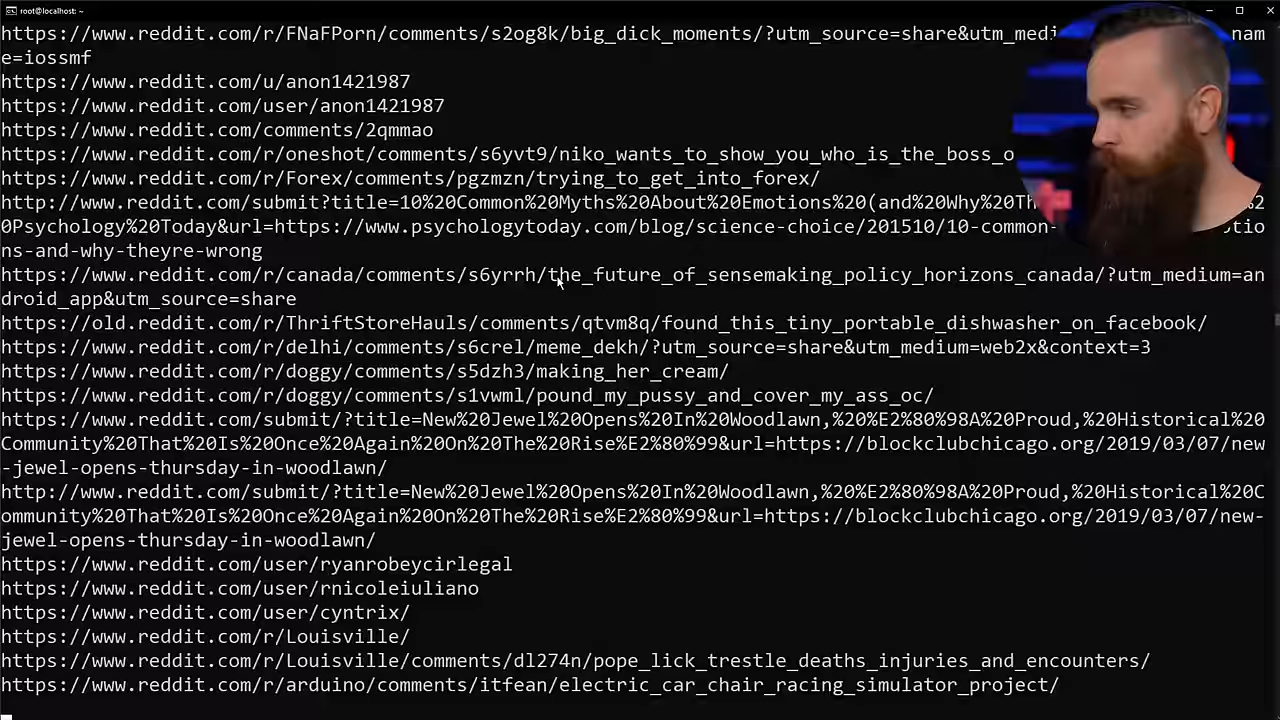 root@localhost: ~
https://www.reddit.com/r/FNaFPorn/comments/s2og8k/big_dick_moments/?utm_source=share&utm_medi nam
e=iossmf
https://www.reddit.com/u/anon1421987
https://www.reddit.com/user/anon1421987
https://www.reddit.com/comments/2qmmao
https://www.reddit.com/r/oneshot/comments/s6yvt9/niko_wants_to_show_you_who_is_the_boss_o
https://www.reddit.com/r/Forex/comments/pgzmzn/trying_to_get_into_forex/
http://www.reddit.com/submit?title=10%20Common%20Myths%20About%20Emotions%20(and%20Why%20Th 2
0Psychology%20Today&url=https://www.psychologytoday.com/blog/science-choice/201510/10-common- tio
ns-and-why-theyre-wrong
https://www.reddit.com/r/canada/comments/s6yrrh/the_future_of_sensemaking_policy_horizons_canada/?utm_medium=an
droid_app&utm_source=share
https://old.reddit.com/r/ThriftStoreHauls/comments/qtvm8q/found_this_tiny_portable_dishwasher_on_facebook/
https://www.reddit.com/r/delhi/comments/s6crel/meme_dekh/?utm_source=share&utm_medium=web2x&context=3
https://www.reddit.com/r/doggy/comments/s5dzh3/making_her_cream/
https://www.reddit.com/r/doggy/comments/s1vwml/pound_my_pussy_and_cover_my_ass_oc/
https://www.reddit.com/submit/?title=New%20Jewel%20Opens%20In%20Woodlawn,%20%E2%80%98A%20Proud,%20Historical%20
Community%20That%20Is%20Once%20Again%20On%20The%20Rise%E2%80%99&url=https://blockclubchicago.org/2019/03/07/new
-jewel-opens-thursday-in-woodlawn/
http://www.reddit.com/submit/?title=New%20Jewel%20Opens%20In%20Woodlawn,%20%E2%80%98A%20Proud,%20Historical%20C
ommunity%20That%20Is%20Once%20Again%20On%20The%20Rise%E2%80%99&url=https://blockclubchicago.org/2019/03/07/new-
jewel-opens-thursday-in-woodlawn/
https://www.reddit.com/user/ryanrobeycirlegal
https://www.reddit.com/user/rnicoleiuliano
https://www.reddit.com/user/cyntrix/
https://www.reddit.com/r/Louisville/
https://www.reddit.com/r/Louisville/comments/dl274n/pope_lick_trestle_deaths_injuries_and_encounters/
https://www.reddit.com/r/arduino/comments/itfean/electric_car_chair_racing_simulator_project/